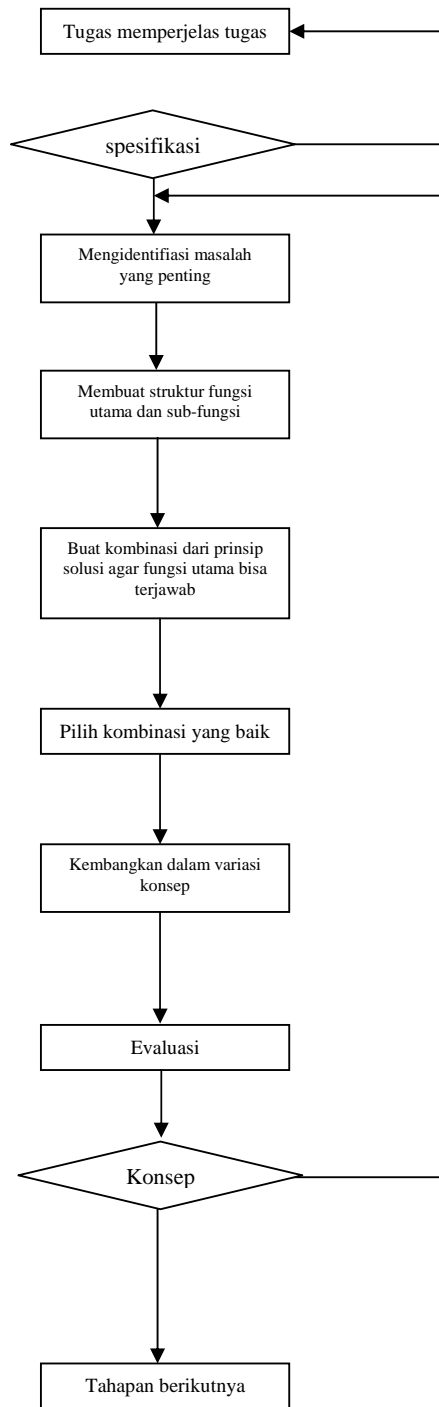 Tugas memperjelas tugas
spesifikasi
Mengidentifiasi masalah
yang penting
Membuat struktur fungsi
utama dan sub-fungsi
Buat kombinasi dari prinsip
solusi agar fungsi utama bisa
terjawab
Pilih kombinasi yang baik
Kembangkan dalam variasi
konsep
Evaluasi
Konsep
Tahapan berikutnya